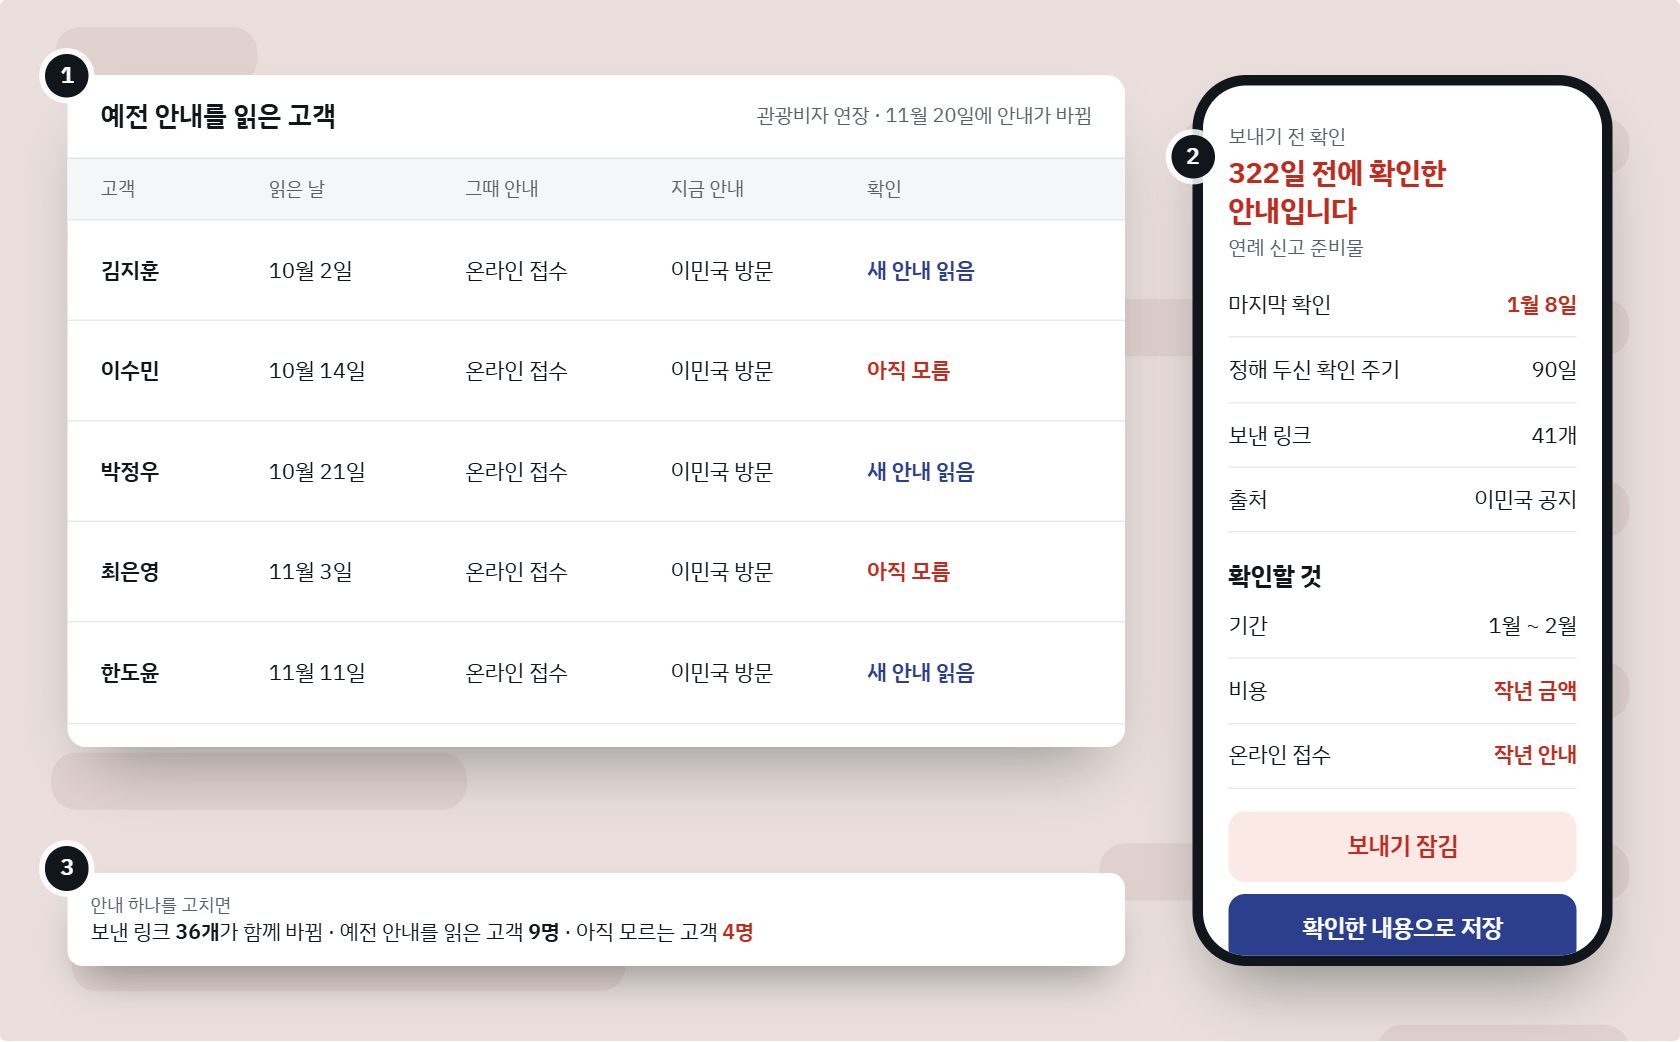 1
예전 안내를 읽은 고객
관광비자 연장 · 11월 20일에 안내가 바뀜
고객 읽은 날 그때 안내 지금 안내 확인
김지훈 10월 2일 온라인 접수 이민국 방문 새 안내 읽음
이수민 10월 14일 온라인 접수 이민국 방문 아직 모름
박정우 10월 21일 온라인 접수 이민국 방문 새 안내 읽음
최은영 11월 3일 온라인 접수 이민국 방문 아직 모름
한도윤 11월 11일 온라인 접수 이민국 방문 새 안내 읽음
2
보내기 전 확인
322일 전에 확인한
안내입니다
연례 신고 준비물
마지막 확인 1월 8일
정해 두신 확인 주기 90일
보낸 링크 41개
출처 이민국 공지
확인할 것
기간 1월 ~ 2월
비용 작년 금액
온라인 접수 작년 안내
보내기 잠김
확인한 내용으로 저장
3
안내 하나를 고치면
보낸 링크 36개가 함께 바뀜 · 예전 안내를 읽은 고객 9명 · 아직 모르는 고객 4명